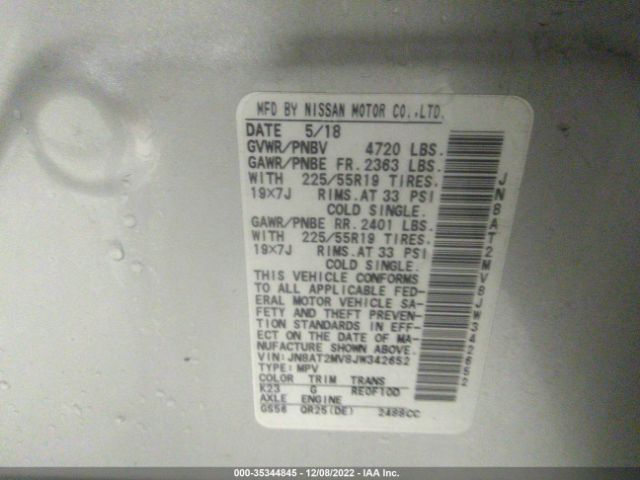 MFD BY NISSAN MOTOR CO.,LTD.
DATE 5/18
GVWR/PNBV 4720 LBS.
GAWR/PNBE FR. 2363 LBS.
WITH 225/55R19 TIRES,
19X7J RIMS.AT 33 PSI
COLD SINGLE.
GAWR/PNBE RR. 2401 LBS.
WITH 225/55R19 TIRES,
19X7J RIMS.AT 33 PSI
COLD SINGLE.
THIS VEHICLE CONFORMS
TO ALL APPLICABLE FED-
ERAL MOTOR VEHICLE SA-
FETY AND THEFT PREVEN-
TION STANDARDS IN EFF-
ECT ON THE DATE OF MA-
NUFACTURE SHOWN ABOVE.
VIN:JN8AT2MV8JW342652
TYPE:MPV
COLOR TRIM TRANS
K23 G RE0F10D
AXLE ENGINE
GS56 QR25(DE) 2488CC
JN8AT2MV8JW342652
000-35344845 / 12/08/2022 - IAA Inc.